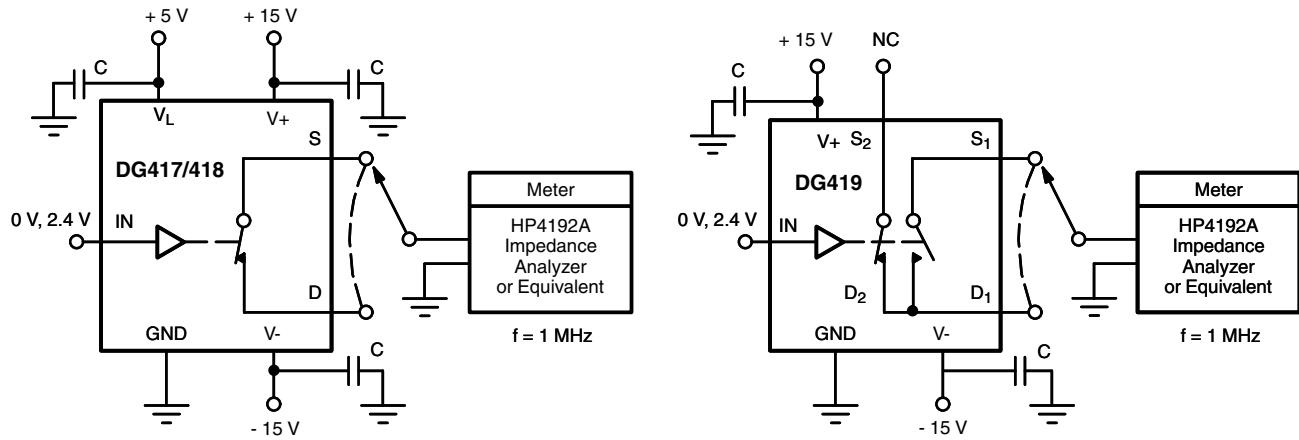 + 5 V
+ 15 V
C
C
V_L
V+
S
DG417/418
0 V, 2.4 V
IN
D
GND
V-
C
- 15 V
Meter
HP4192A
Impedance
Analyzer
or Equivalent
f = 1 MHz
+ 15 V
NC
C
V+
S_2
S_1
DG419
0 V, 2.4 V
IN
D_2
D_1
V-
GND
C
- 15 V
Meter
HP4192A
Impedance
Analyzer
or Equivalent
f = 1 MHz